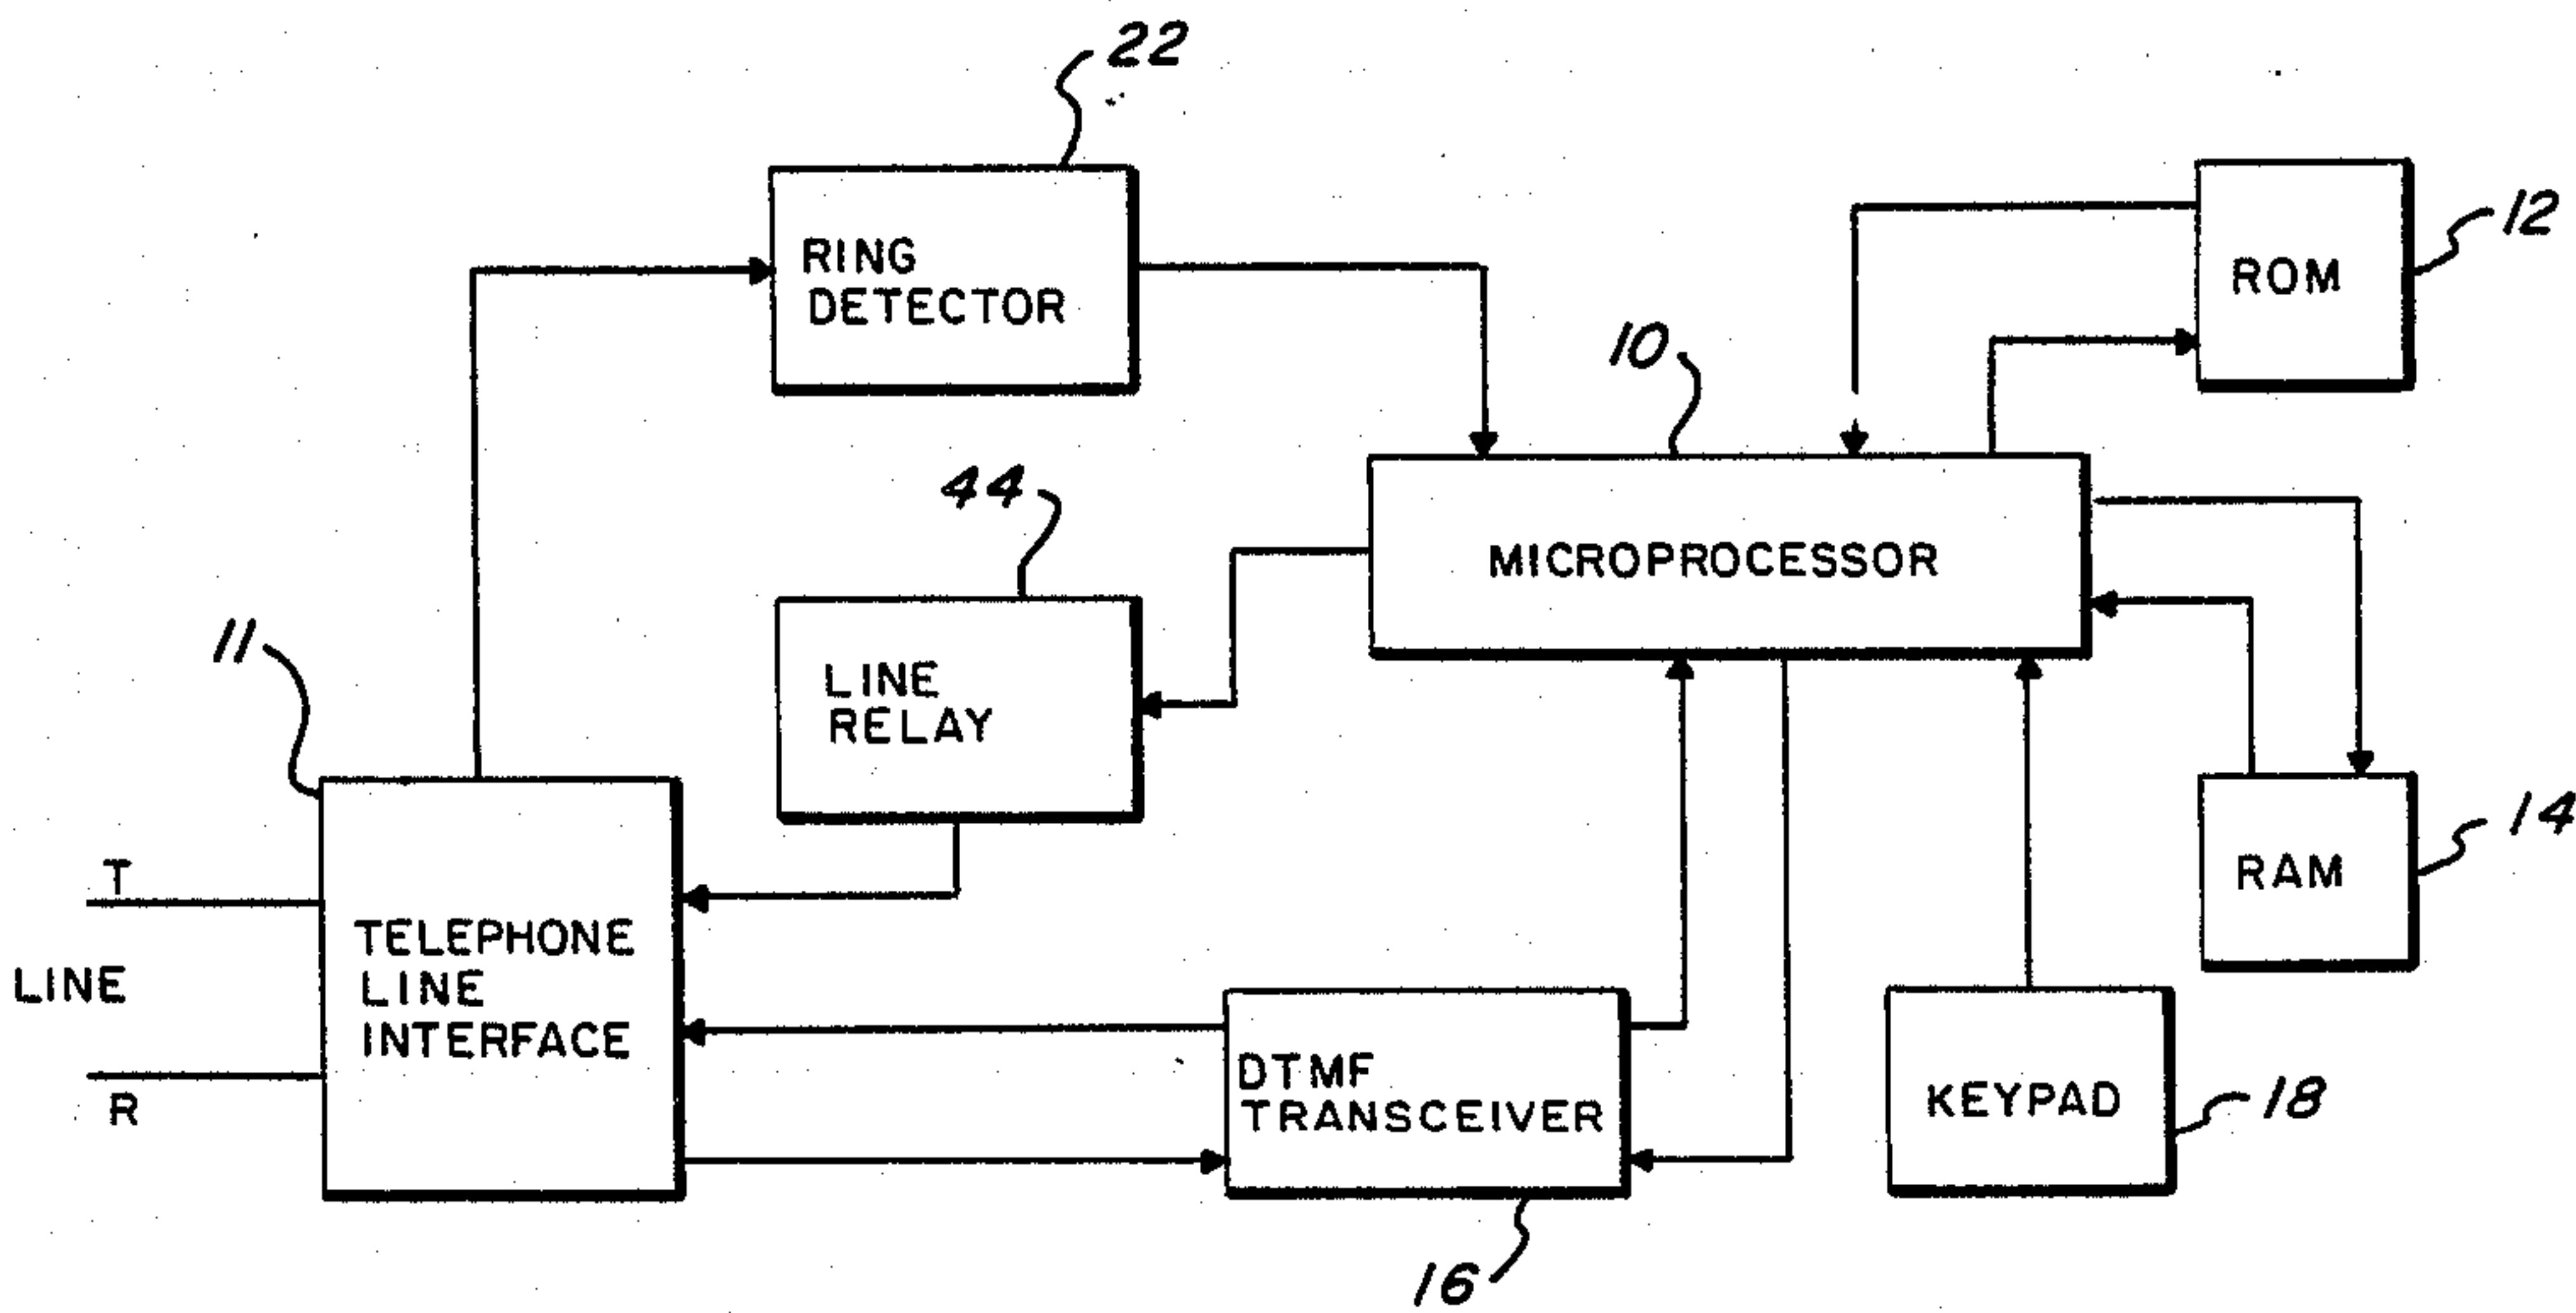 22
RING
DETECTOR
ROM
12
10
44
MICROPROCESSOR
LINE
RELAY
11
RAM
14
T
LINE
R
TELEPHONE
LINE
INTERFACE
DTMF
TRANSCEIVER
KEYPAD
18
16